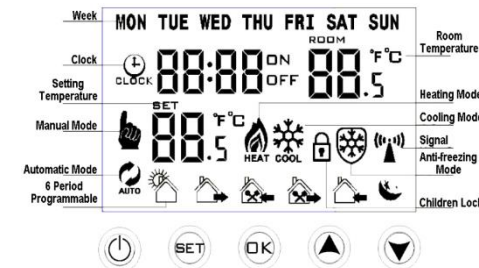 Week
MON TUE WED THU FRI SAT SUN
ROOM
Room
Temperature
Clock
CLOCK
88:88
ON
OFF
88.5
°F°C
Setting
Temperature
SET
88.5
°F°C
Heating Mode
Cooling Mode
Manual Mode
HEAT
COOL
Signal
Anti-freezing
Mode
Automatic Mode
AUTO
6 Period
Programmable
Children Lock
SET
OK